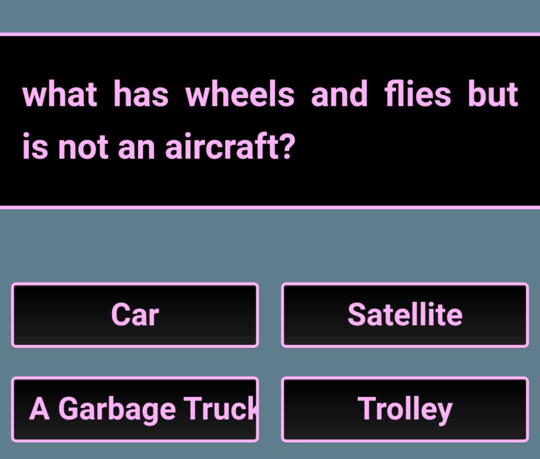 what has wheels and flies but
is not an aircraft?
Car
Satellite
A Garbage Truck
Trolley